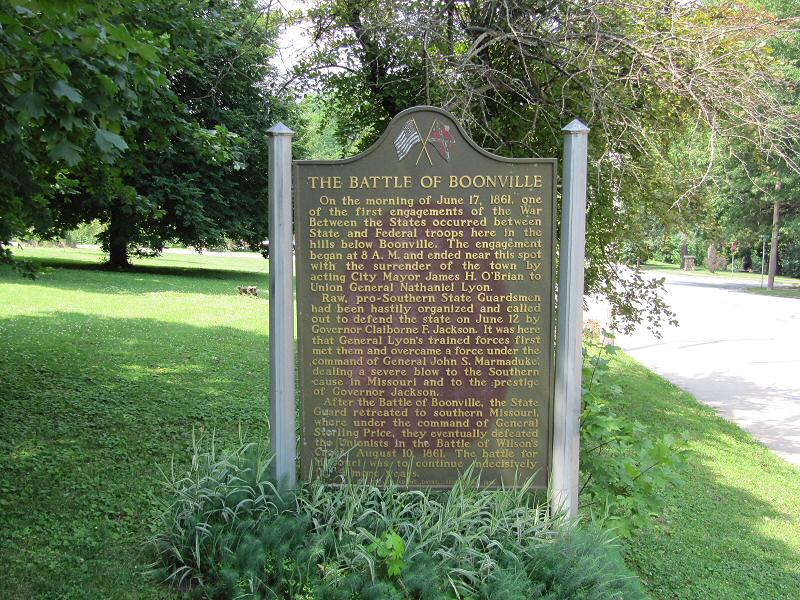 THE BATTLE OF BOONVILLE
On the morning of June 17, 1861, one
of the first engagements of the War
Between the States occurred between
State and Federal troops here in the
hills below Boonville. The engagement
began at 8 A. M. and ended near this spot
with the surrender of the town by
acting City Mayor James H. O'Brian to
Union General Nathaniel Lyon.
Raw, pro-Southern State Guardsmen
had been hastily organized and called
out to defend the state on June 12 by
Governor Claiborne F. Jackson. It was here
that General Lyon's trained forces first
met them and overcame a force under the
command of General John S. Marmaduke,
dealing a severe blow to the Southern
cause in Missouri and to the prestige
of Governor Jackson.
After the Battle of Boonville, the State
Guard retreated to southern Missouri,
where under the command of General
Sterling Price, they eventually defeated
the Unionists in the Battle of Wilson's
August 10, 1861. The battle for
Missouri was to continue indecisively
more years.